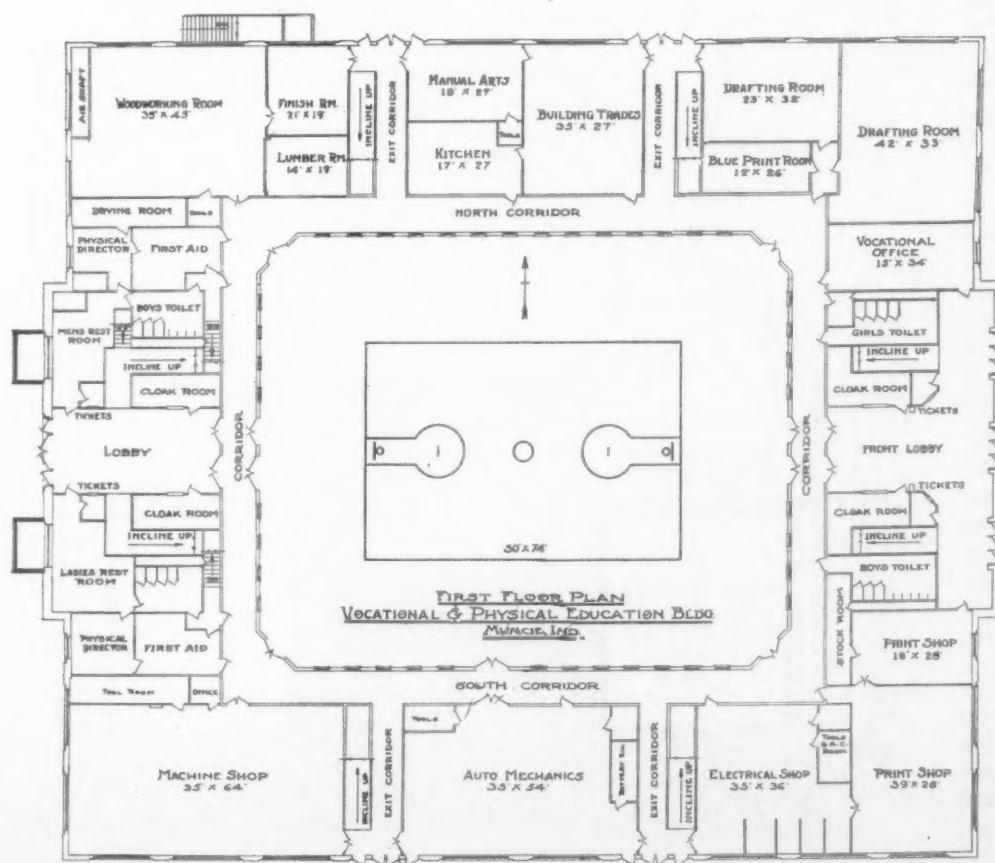 AIR SHAFT
WOODWORKING ROOM
35' X 45'
FINISH RM.
21' X 19'
LUMBER RM.
14' X 19'
INCLINE UP
EXIT CORRIDOR
MANUAL ARTS
18' X 27'
TOOLS
KITCHEN
17' X 27
BUILDING TRADES
35' X 27'
EXIT CORRIDOR
INCLINE UP
DRAFTING ROOM
23' X 32'
BLUE PRINT ROOM
12' X 26'
DRAFTING ROOM
42' X 33'
DRYING ROOM
TOOLS
NORTH CORRIDOR
PHYSICAL
DIRECTOR
FIRST AID
VOCATIONAL
OFFICE
15' X 34'
BOYS TOILET
MENS REST
ROOM
INCLINE UP
CLOAK ROOM
TICKETS
LOBBY
TICKETS
CORRIDOR
GIRLS TOILET
INCLINE UP
CLOAK ROOM
TICKETS
CORRIDOR
FRONT LOBBY
TICKETS
CLOAK ROOM
INCLINE UP
LADIES REST
ROOM
CLOAK ROOM
INCLINE UP
BOYS TOILET
50' X 74'
FIRST FLOOR PLAN
VOCATIONAL & PHYSICAL EDUCATION BLDG
MUNCIE, IND.
PHYSICAL
DIRECTOR
FIRST AID
STOCK ROOM
PRINT SHOP
18' X 28'
TOOL ROOM
OFFICE
SOUTH CORRIDOR
MACHINE SHOP
35' X 64'
INCLINE UP
EXIT CORRIDOR
TOOLS
AUTO MECHANICS
35' X 54'
BATTERY RM.
EXIT CORRIDOR
INCLINE UP
ELECTRICAL SHOP
35' X 36'
TOOLS
& A.C.
ROOM
PRINT SHOP
39' X 28'